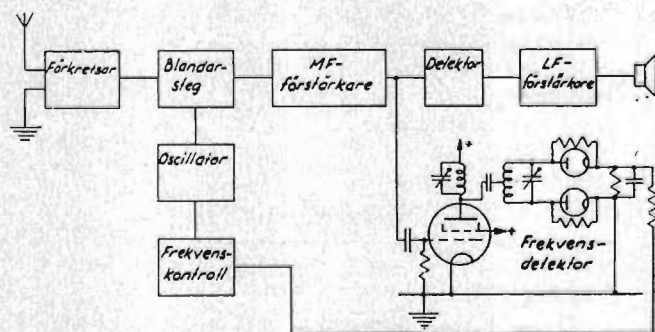 Förkretsar
Blandar-
steg
MF-
förstärkare
Detektor
LF-
förstärkare
Oscillator
Frekvens-
kontroll
+
+
Frekvens-
detektor